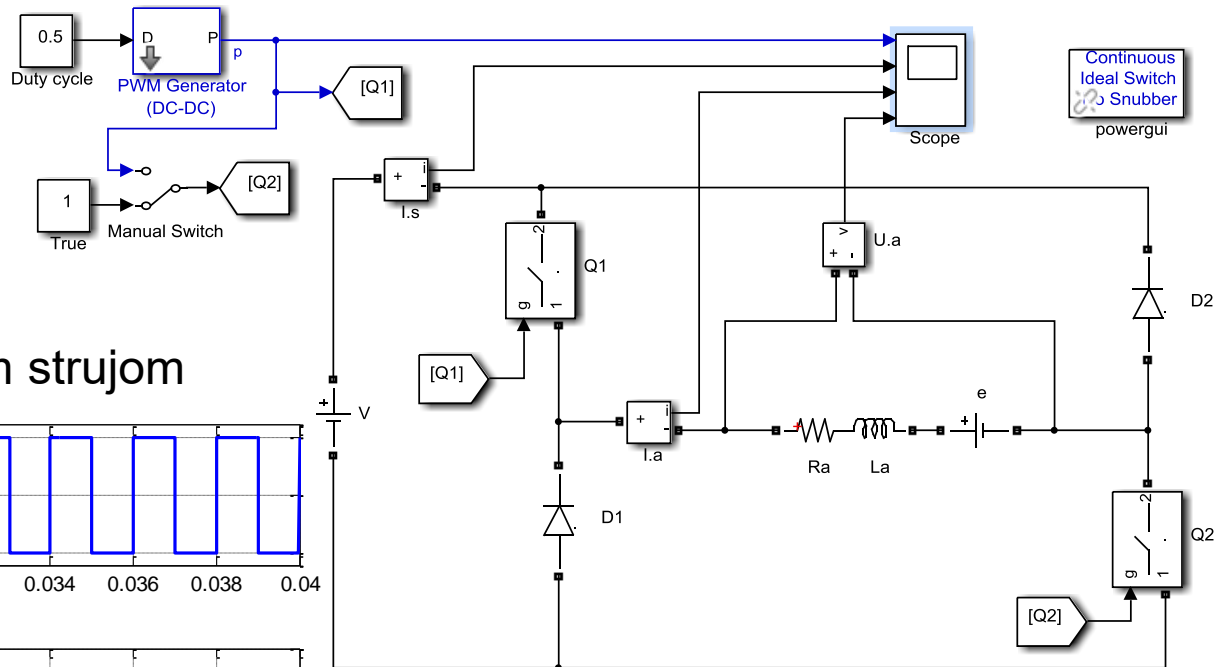 0.5
D
P
p
Duty cycle
PWM Generator
(DC-DC)
[Q1]
Continuous
Ideal Switch
Snubber
powergui
Scope
[Q2]
1
True
Manual Switch
+
i
-
I.s
2
g
1
Q1
v
+ -
U.a
D2
strujom
[Q1]
+
V
+
i
-
I.a
+
Ra
La
e
+
D1
2
g
1
Q2
[Q2]
0.034
0.036
0.038
0.04